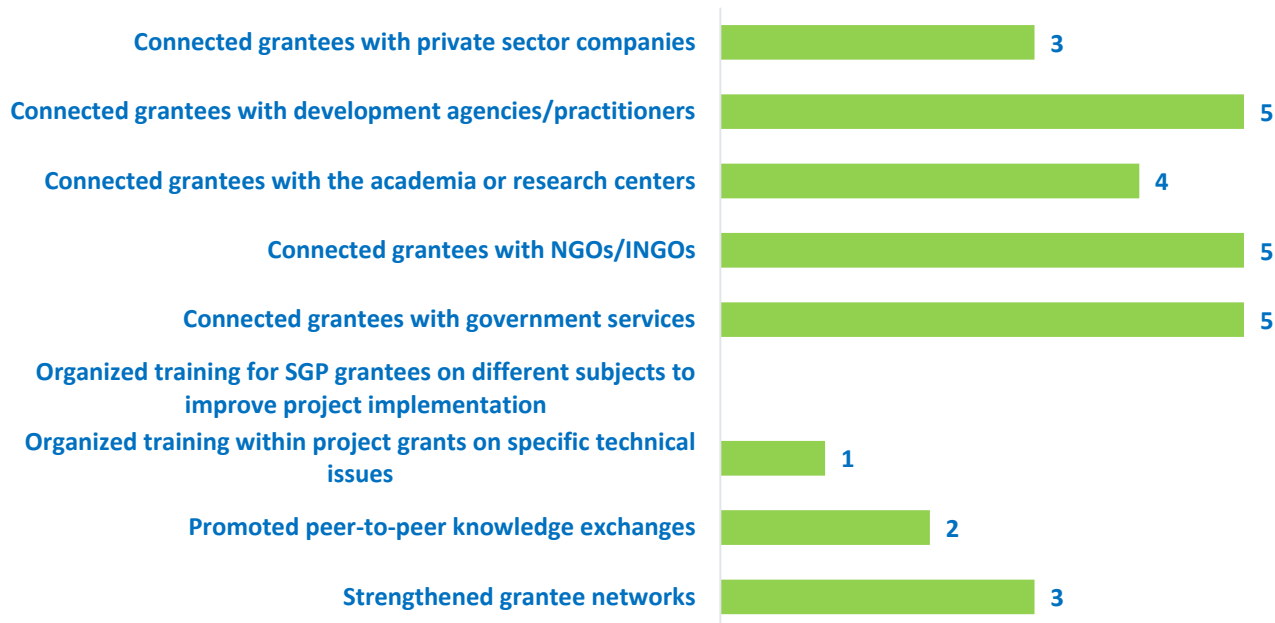 Connected grantees with private sector companies
3
Connected grantees with development agencies/practitioners
5
Connected grantees with the academia or research centers
4
Connected grantees with NGOs/INGOs
5
Connected grantees with government services
5
Organized training for SGP grantees on different subjects to
improve project implementation
Organized training within project grants on specific technical
issues
1
Promoted peer-to-peer knowledge exchanges
2
Strengthened grantee networks
3